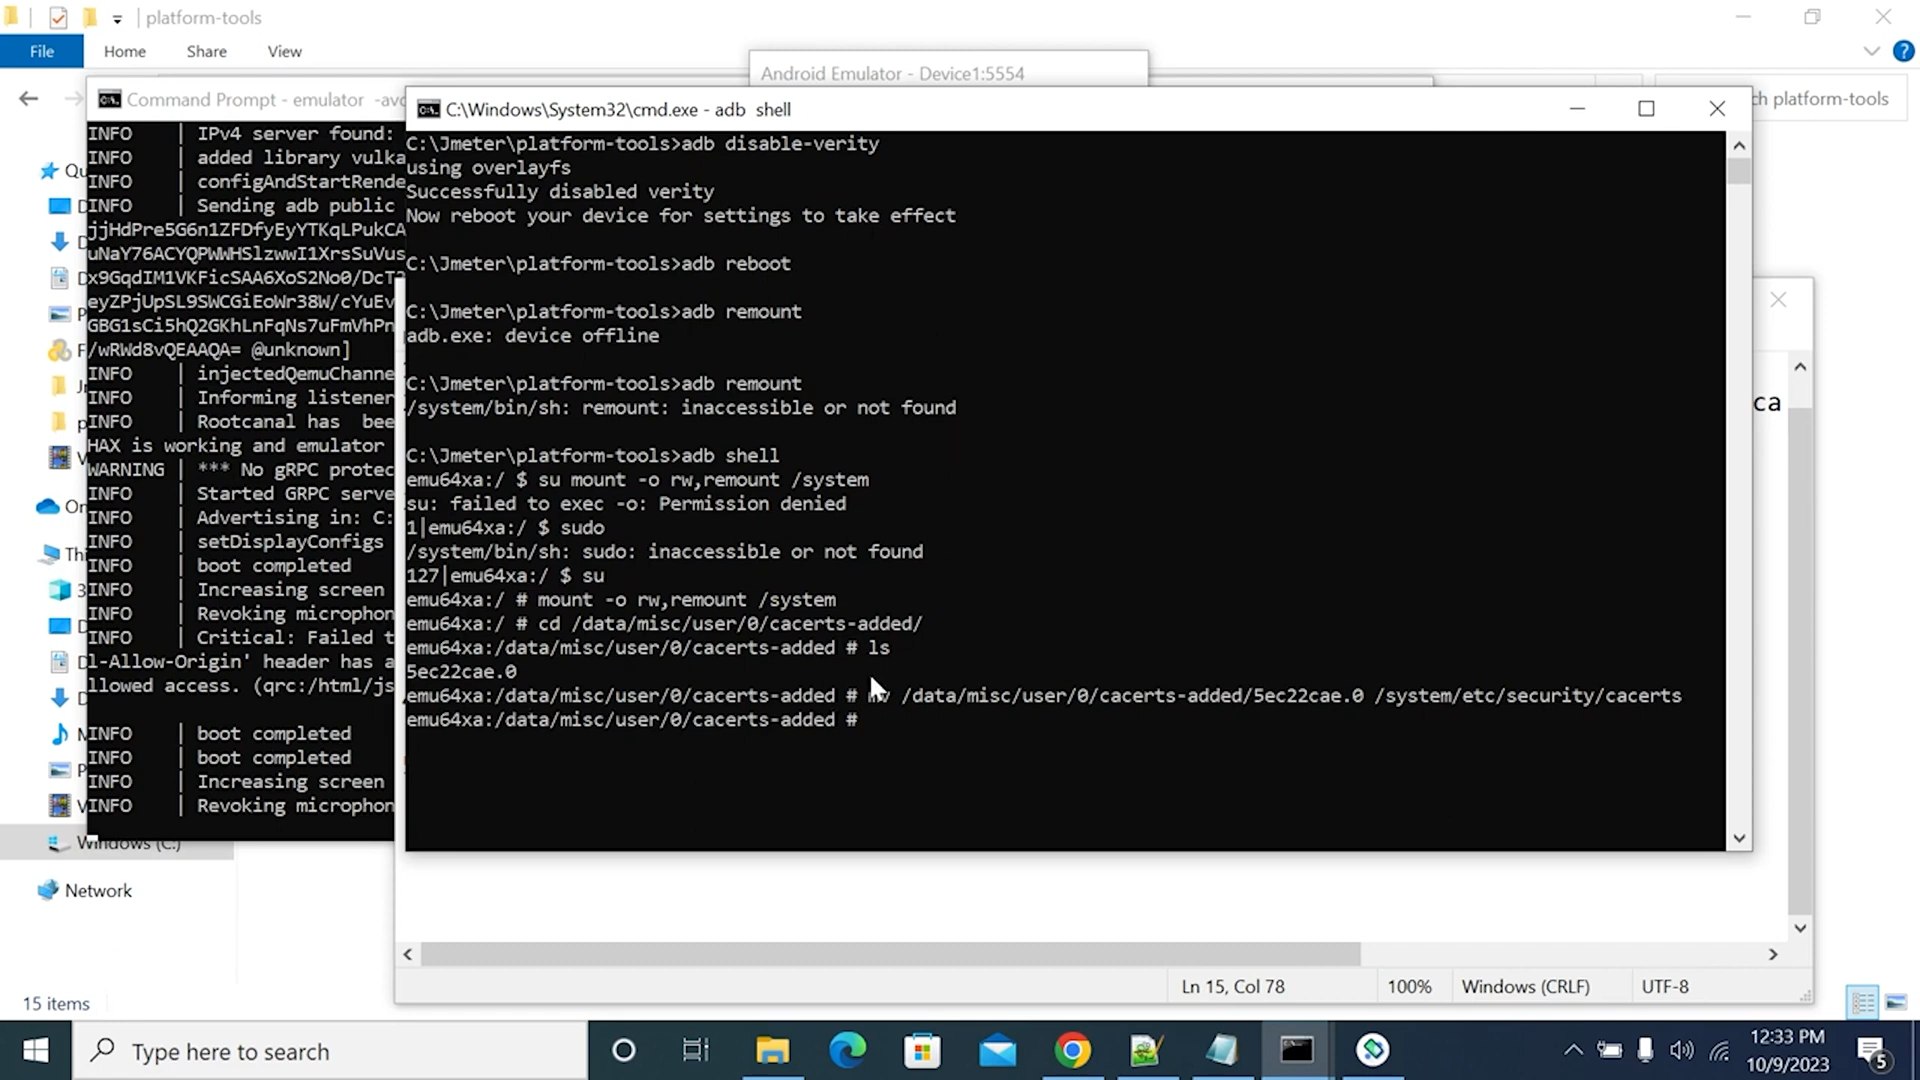 platform-tools
File
Home
Share
View
Android Emulator - Device1:5554
ch platform-tools
Command Prompt - emulator -avd
INFO | IPv4 server found:
INFO | added library vulka
INFO | configAndStartRende
INFO | Sending adb public
jjHdPre5G6n1ZFDfyEyYTKqLPukCA
uNaY76ACYQPWWHSlzwwI1XrsSuVus
Dx9GqdIM1VKFicSAA6XoS2No0/DcT
eyZPjUpSL9SWCGiEoWr38W/cYuEv
GBG1sCi5hQ2GKhLnFqNs7uFmVhPn
/wRWd8vQEAAQA= @unknown]
INFO | injectedQemuChanne
INFO | Informing listener
INFO | Rootcanal has bee
HAX is working and emulator
WARNING | *** No gRPC protec
INFO | Started GRPC serve
INFO | Advertising in: C:
INFO | setDisplayConfigs
INFO | boot completed
INFO | Increasing screen
INFO | Revoking microphon
INFO | Critical: Failed t
l-Allow-Origin' header has a
llowed access. (qrc:/html/js
INFO | boot completed
INFO | boot completed
INFO | Increasing screen
INFO | Revoking microphon
C:\Windows\System32\cmd.exe - adb shell
C:\Jmeter\platform-tools>adb disable-verity
using overlayfs
Successfully disabled verity
Now reboot your device for settings to take effect
C:\Jmeter\platform-tools>adb reboot
C:\Jmeter\platform-tools>adb remount
adb.exe: device offline
C:\Jmeter\platform-tools>adb remount
/system/bin/sh: remount: inaccessible or not found
C:\Jmeter\platform-tools>adb shell
emu64xa:/ $ su mount -o rw,remount /system
su: failed to exec -o: Permission denied
1|emu64xa:/ $ sudo
/system/bin/sh: sudo: inaccessible or not found
127|emu64xa:/ $ su
emu64xa:/ # mount -o rw,remount /system
emu64xa:/ # cd /data/misc/user/0/cacerts-added/
emu64xa:/data/misc/user/0/cacerts-added # ls
5ec22cae.0
emu64xa:/data/misc/user/0/cacerts-added # mv /data/misc/user/0/cacerts-added/5ec22cae.0 /system/etc/security/cacerts
emu64xa:/data/misc/user/0/cacerts-added #
ca
Qu
On
Thi
Windows (C:)
Network
15 items
Ln 15, Col 78
100%
Windows (CRLF)
UTF-8
Type here to search
12:33 PM
10/9/2023
5